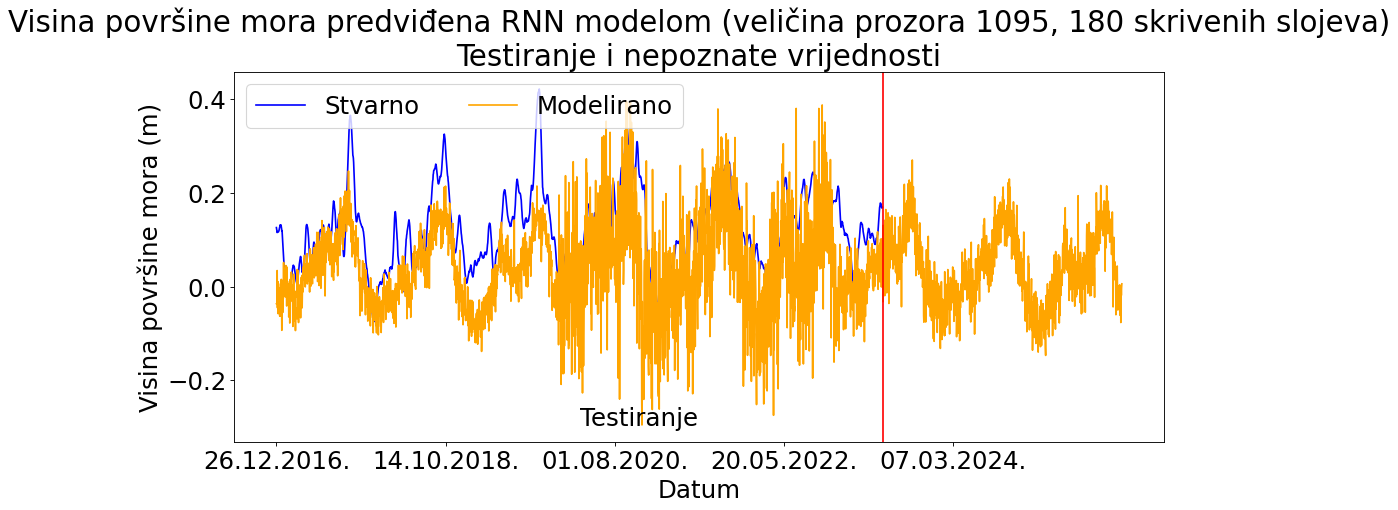 Visina površine mora predviđena RNN modelom (veličina prozora 1095, 180 skrivenih slojeva)
Testiranje i nepoznate vrijednosti
Stvarno Modelirano
Visina površine mora (m)
0.4
0.2
0.0
−0.2
Testiranje
26.12.2016. 14.10.2018. 01.08.2020. 20.05.2022. 07.03.2024.
Datum